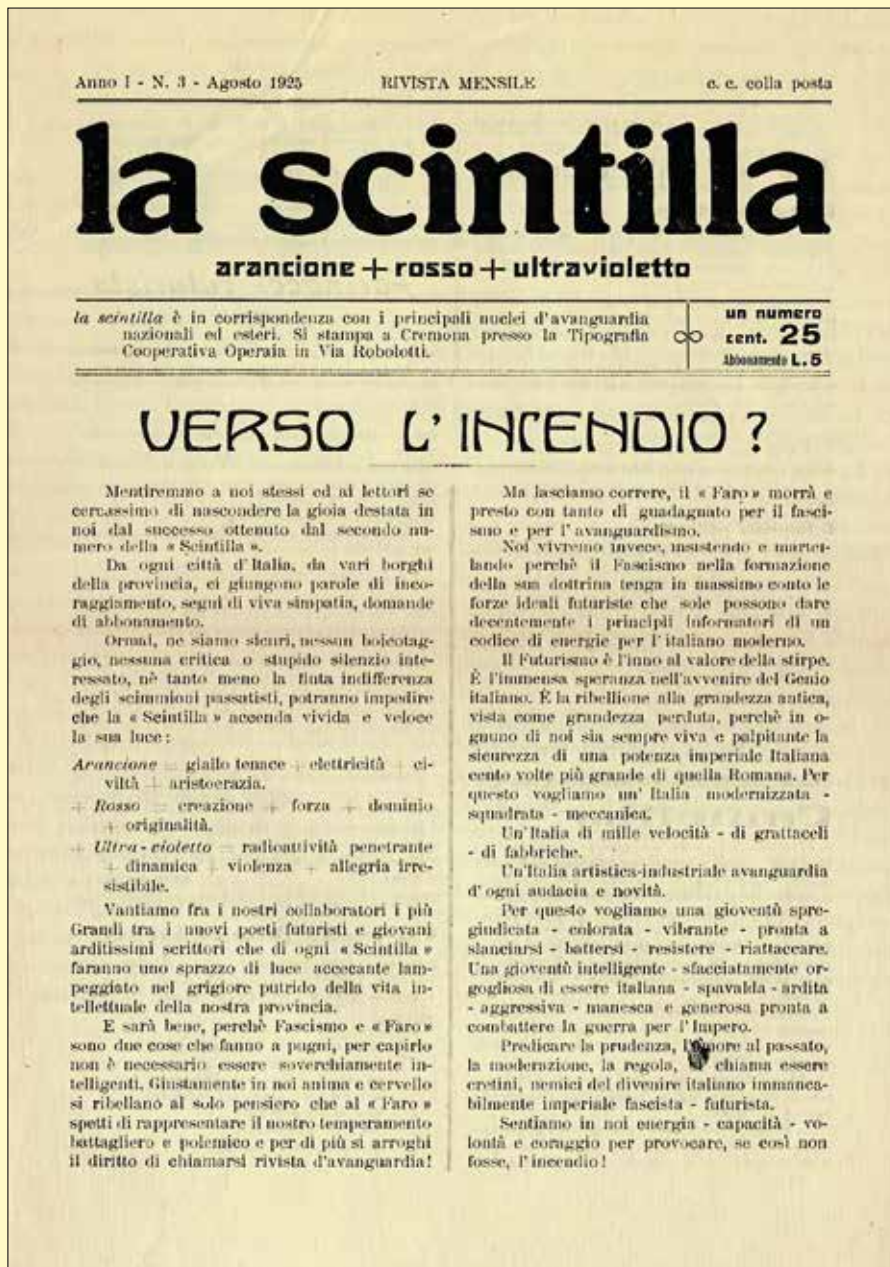 Anno I - N. 3 - Agosto 1925 RIVISTA MENSILE c. c. colla posta
la scintilla
arancione + rosso + ultravioletto
la scintilla è in corrispondenza con i principali nuclei d'avanguardia
nazionali ed esteri. Si stampa a Cremona presso la Tipografia
Cooperativa Operaia in Via Robolotti.
un numero
cent. 25
Abbonamento L. 5
VERSO L'INCENDIO ?
Mentiremmo a noi stessi ed ai lettori se
cercassimo di nascondere la gioia destata in
noi dal successo ottenuto dal secondo nu-
mero della « Scintilla ».
Da ogni città d'Italia, da vari borghi
della provincia, ci giungono parole di inco-
raggiamento, segni di viva simpatia, domande
di abbonamento.
Ormai, ne siamo sicuri, nessun boicotag-
gio, nessuna critica o stupido silenzio inte-
ressato, nè tanto meno la finta indifferenza
degli scimmioni passatisti, potranno impedire
che la « Scintilla » accenda vivida e veloce
la sua luce :
Arancione = giallo tenace + elettricità + ci-
viltà + aristocrazia.
+ Rosso = creazione + forza + dominio
+ originalità.
+ Ultra - violetto = radioattività penetrante
+ dinamica + violenza + allegria irre-
sistibile.
Vantiamo fra i nostri collaboratori i più
Grandi tra i nuovi poeti futuristi e giovani
arditissimi scrittori che di ogni « Scintilla »
faranno uno sprazzo di luce accecante lam-
peggiato nel grigiore putrido della vita in-
tellettuale della nostra provincia.
E sarà bene, perchè Fascismo e « Faro »
sono due cose che fanno a pugni, per capirlo
non è necessario essere soverchiamente in-
telligenti. Giustamente in noi anima e cervello
si ribellano al solo pensiero che al « Faro »
spetti di rappresentare il nostro temperamento
battagliero e polemico e per di più si arroghi
il diritto di chiamarsi rivista d'avanguardia!
Ma lasciamo correre, il « Faro » morrà e
presto con tanto di guadagnato per il fasci-
smo e per l' avanguardismo.
Noi vivremo invece, insistendo e martel-
lando perchè il Fascismo nella formazione
della sua dottrina tenga in massimo conto le
forze ideali futuriste che sole possono dare
decentemente i principi informatori di un
codice di energie per l' italiano moderno.
Il Futurismo è l'inno al valore della stirpe.
È l'immensa speranza nell'avvenire del Genio
italiano. È la ribellione alla grandezza antica,
vista come grandezza perduta, perchè in o-
gnuno di noi sia sempre viva e palpitante la
sicurezza di una potenza imperiale Italiana
cento volte più grande di quella Romana. Per
questo vogliamo un' Italia modernizzata -
squadrata - meccanica.
Un'Italia di mille velocità - di grattaceli
- di fabbriche.
Un'Italia artistica-industriale avanguardia
d' ogni audacia e novità.
Per questo vogliamo una gioventù spre-
giudicata - colorata - vibrante - pronta a
slanciarsi - battersi - resistere - riattaccare.
Una gioventù intelligente - sfacciatamente or-
gogliosa di essere italiana - spavalda - ardita
- aggressiva - manesca e generosa pronta a
combattere la guerra per l' Impero.
Predicare la prudenza, l'amore al passato,
la moderazione, la regola, chiama essere
cretini, nemici del divenire italiano immanca-
bilmente imperiale fascista - futurista.
Sentiamo in noi energia - capacità - vo-
lontà e coraggio per provocare, se così non
fosse, l' incendio !